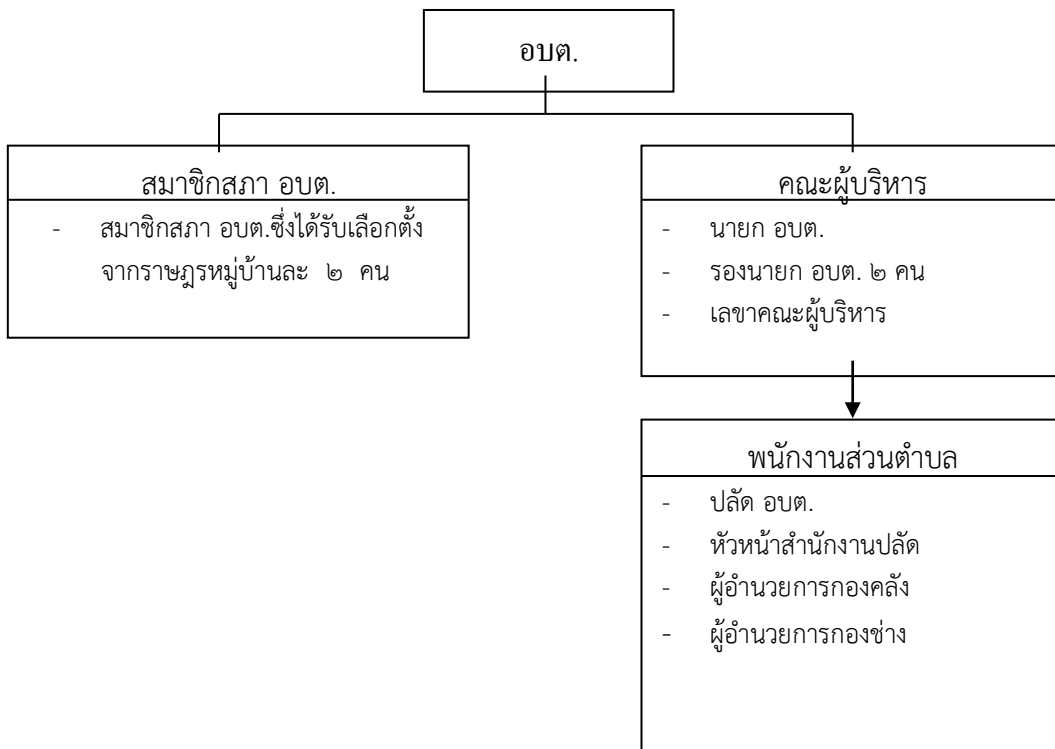 อบต.
สมาชิกสภา อบต.
- สมาชิกสภา อบต.ซึ่งได้รับเลือกตั้ง
จากราษฎรหมู่บ้านละ ๒ คน
คณะผู้บริหาร
- นายก อบต.
- รองนายก อบต. ๒ คน
- เลขาคณะผู้บริหาร
พนักงานส่วนตำบล
- ปลัด อบต.
- หัวหน้าสำนักงานปลัด
- ผู้อำนวยการกองคลัง
- ผู้อำนวยการกองช่าง